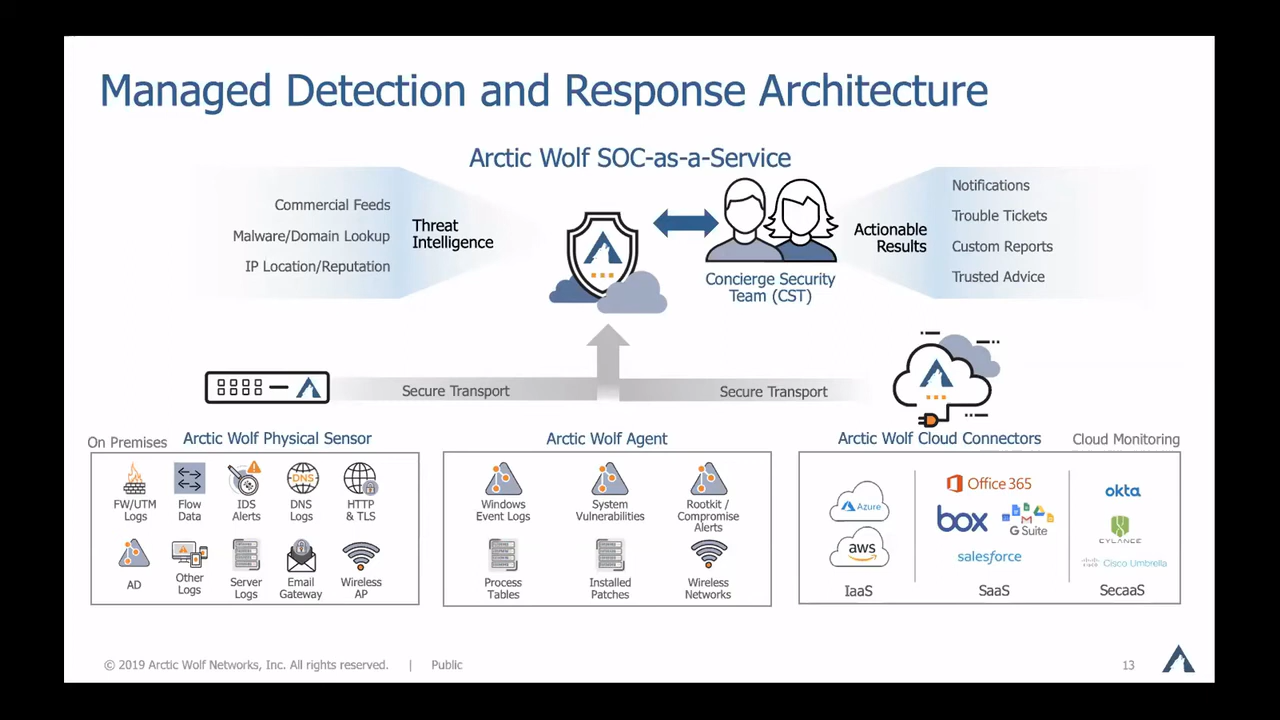 Managed Detection and Response Architecture
Arctic Wolf SOC-as-a-Service
Commercial Feeds
Malware/Domain Lookup
IP Location/Reputation
Threat
Intelligence
Concierge Security
Team (CST)
Actionable
Results
Notifications
Trouble Tickets
Custom Reports
Trusted Advice
Secure Transport
Secure Transport
On Premises
Arctic Wolf Physical Sensor
FW/UTM
Logs
Flow
Data
IDS
Alerts
DNS
DNS
Logs
HTTP
& TLS
AD
Other
Logs
Server
Logs
Email
Gateway
Wireless
AP
Arctic Wolf Agent
Windows
Event Logs
System
Vulnerabilities
Rootkit /
Compromise
Alerts
Process
Tables
Installed
Patches
Wireless
Networks
Arctic Wolf Cloud Connectors
Cloud Monitoring
Azure
aws
IaaS
Office 365
box
G Suite
salesforce
SaaS
okta
CYLANCE
Cisco Umbrella
SecaaS
© 2019 Arctic Wolf Networks, Inc. All rights reserved. | Public
13